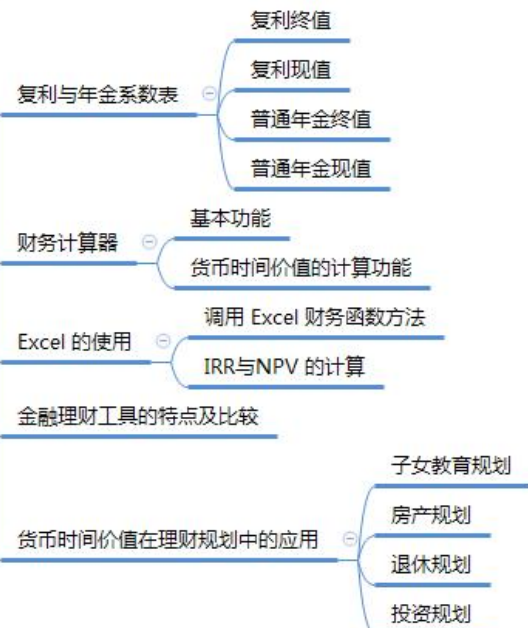 复利与年金系数表
复利终值
复利现值
普通年金终值
普通年金现值
财务计算器
基本功能
货币时间价值的计算功能
Excel 的使用
调用 Excel 财务函数方法
IRR与NPV 的计算
金融理财工具的特点及比较
货币时间价值在理财规划中的应用
子女教育规划
房产规划
退休规划
投资规划